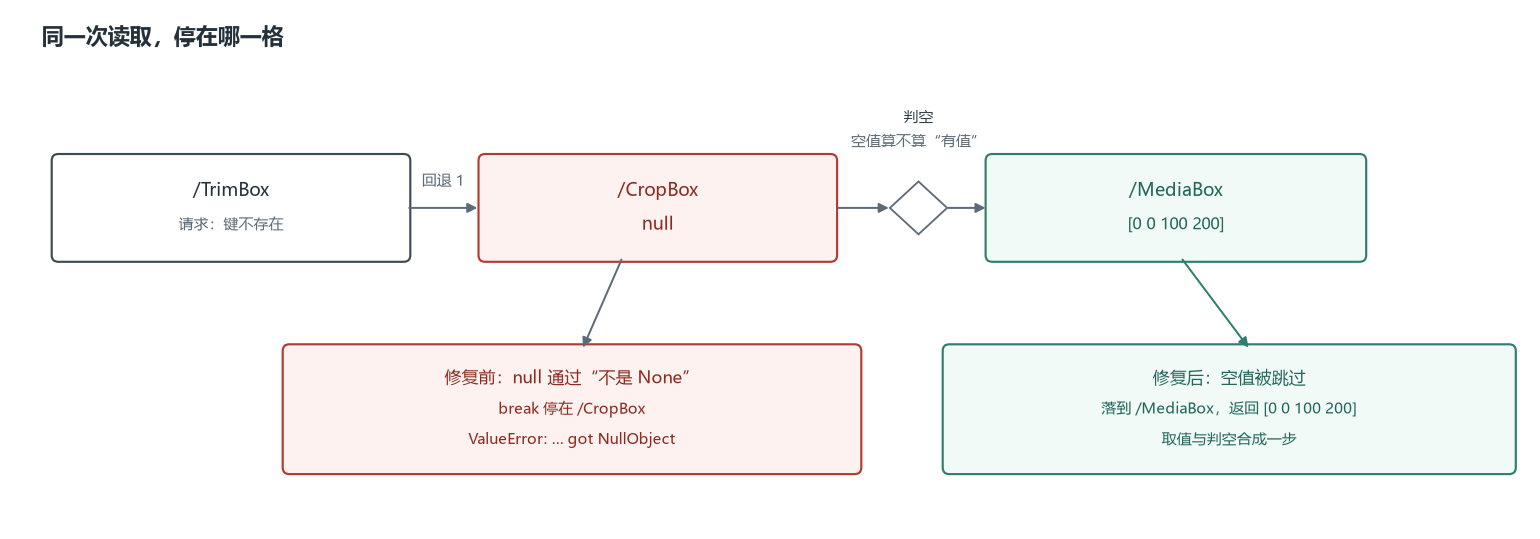 同一次读取，停在哪一格
判空
空值算不算“有值”
/TrimBox
请求：键不存在
回退 1
/CropBox
null
/MediaBox
[0 0 100 200]
修复前：null 通过“不是 None”
break 停在 /CropBox
ValueError: ... got NullObject
修复后：空值被跳过
落到 /MediaBox，返回 [0 0 100 200]
取值与判空合成一步